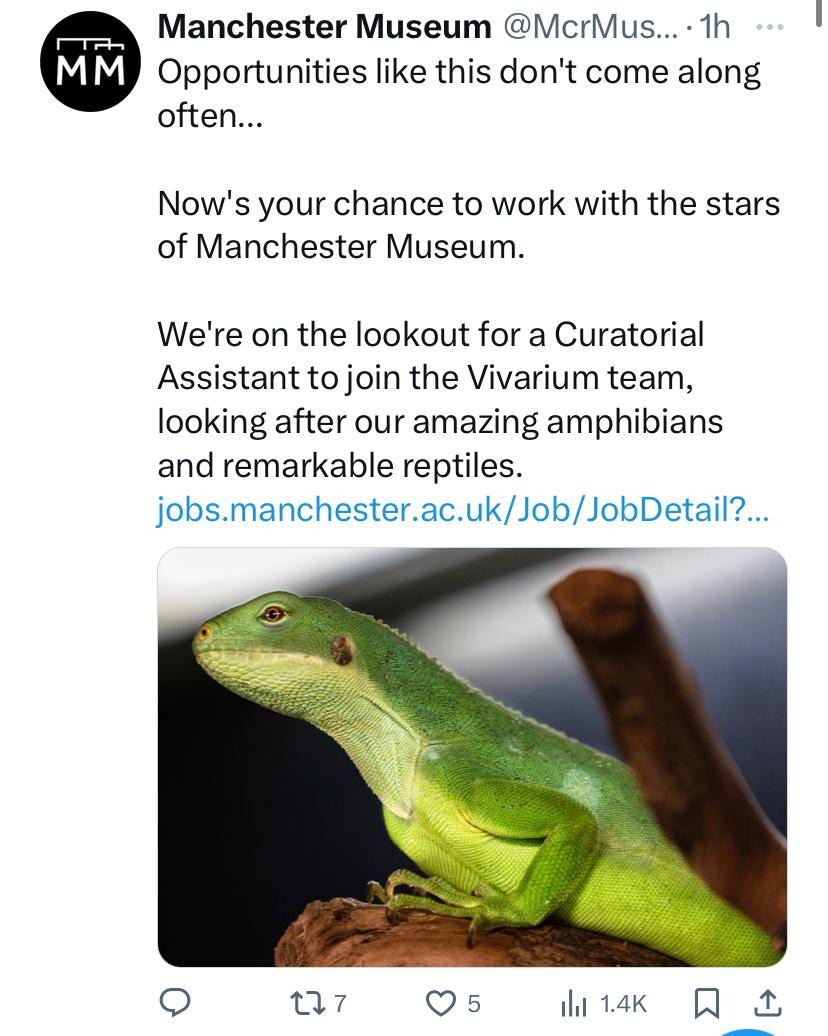 Manchester Museum @McrMus... · 1h
MM
Opportunities like this don't come along
often...
Now's your chance to work with the stars
of Manchester Museum.
We're on the lookout for a Curatorial
Assistant to join the Vivarium team,
looking after our amazing amphibians
and remarkable reptiles.
jobs.manchester.ac.uk/Job/JobDetail?...
7 5 1.4K